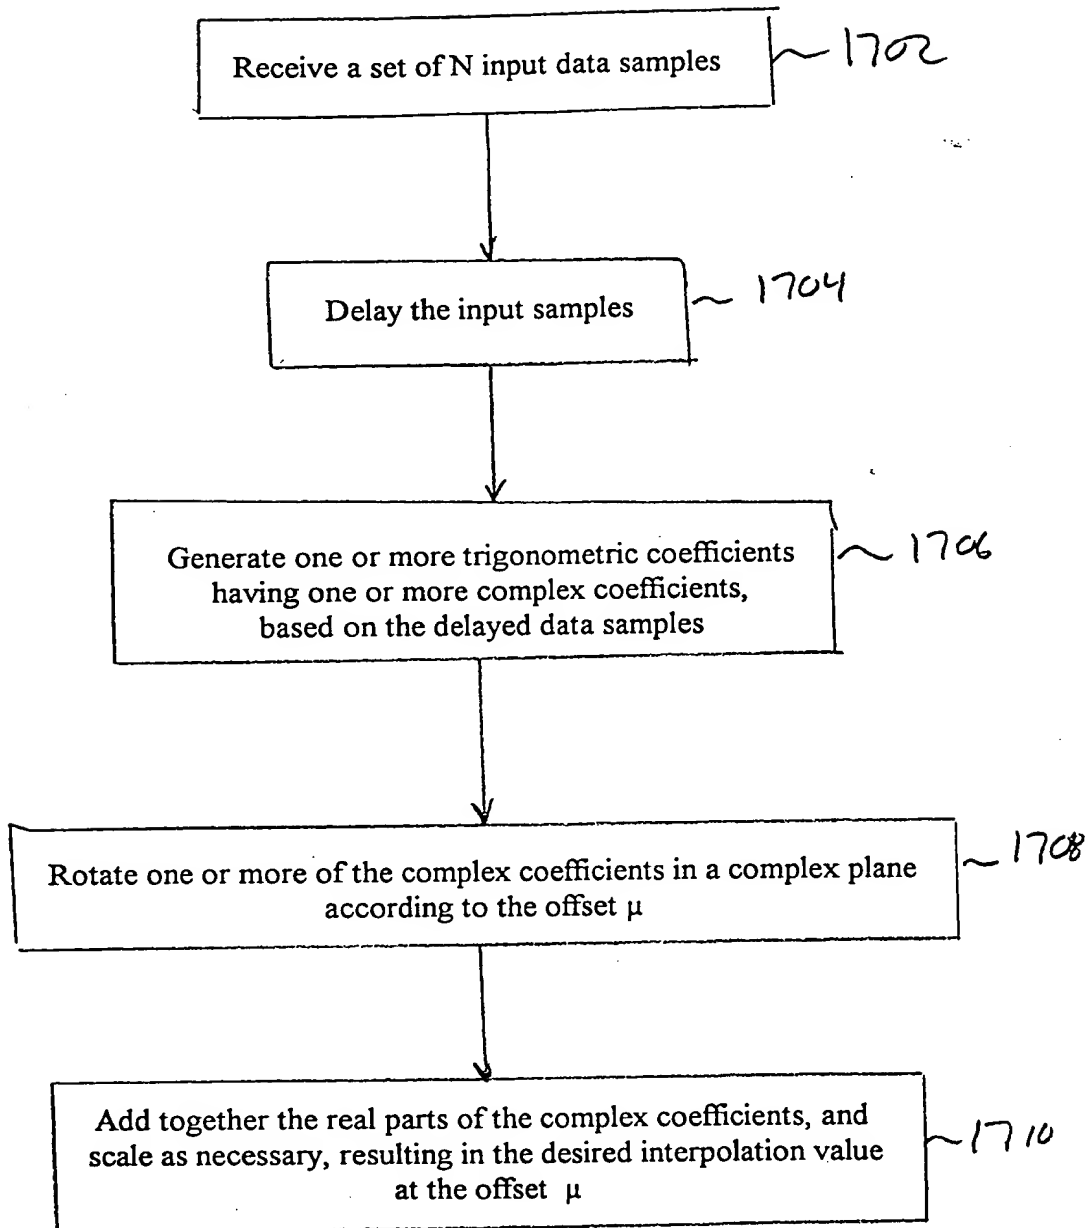 Receive a set of N input data samples
1702
Delay the input samples
1704
Generate one or more trigonometric coefficients
having one or more complex coefficients,
based on the delayed data samples
1706
Rotate one or more of the complex coefficients in a complex plane
according to the offset µ
1708
Add together the real parts of the complex coefficients, and
scale as necessary, resulting in the desired interpolation value
at the offset µ
1710